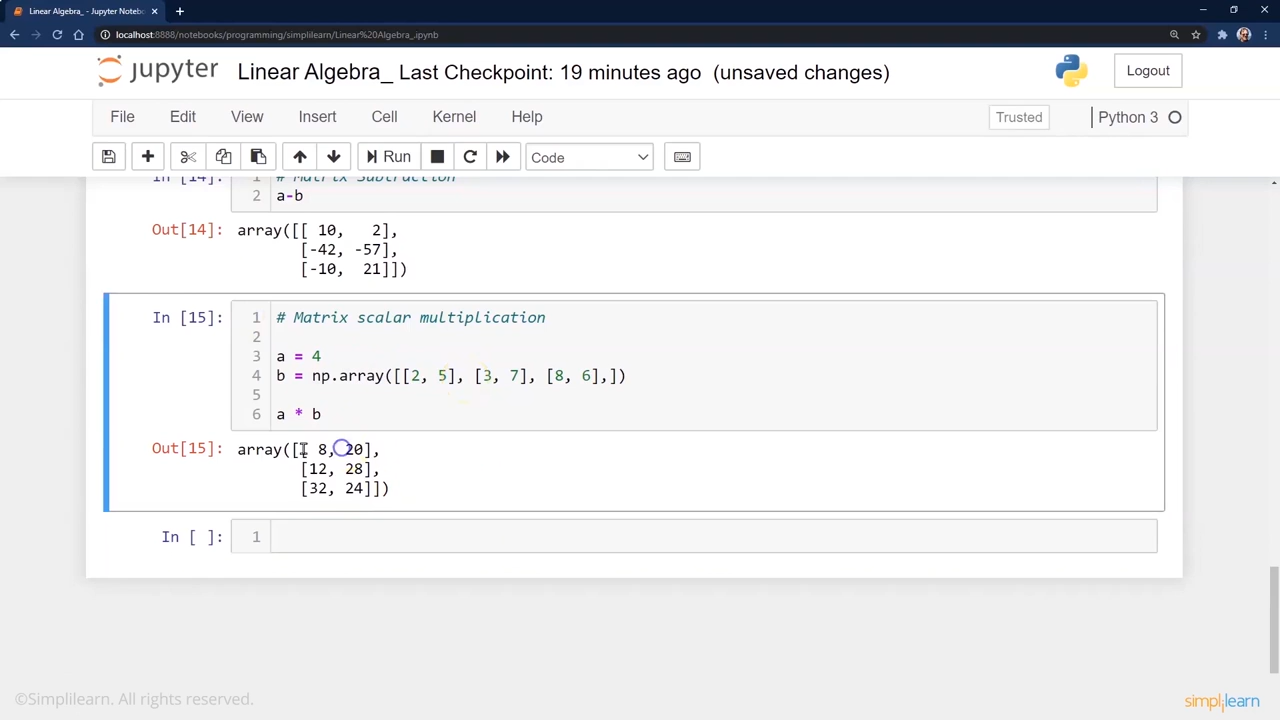 Linear Algebra_ - Jupyter Notebo
localhost:8888/notebooks/programming/simplilearn/Linear%20Algebra_.ipynb
jupyter Linear Algebra_ Last Checkpoint: 19 minutes ago (unsaved changes)
Logout
File Edit View Insert Cell Kernel Help Trusted Python 3
Run Code
In [14]: 1 # Matrix Subtraction
2 a-b
Out[14]: array([[ 10, 2],
[-42, -57],
[-10, 21]])
In [15]: 1 # Matrix scalar multiplication
2
3 a = 4
4 b = np.array([[2, 5], [3, 7], [8, 6],])
5
6 a * b
Out[15]: array([[ 8, 20],
[12, 28],
[32, 24]])
In [ ]: 1
©Simplilearn. All rights reserved.
simplilearn